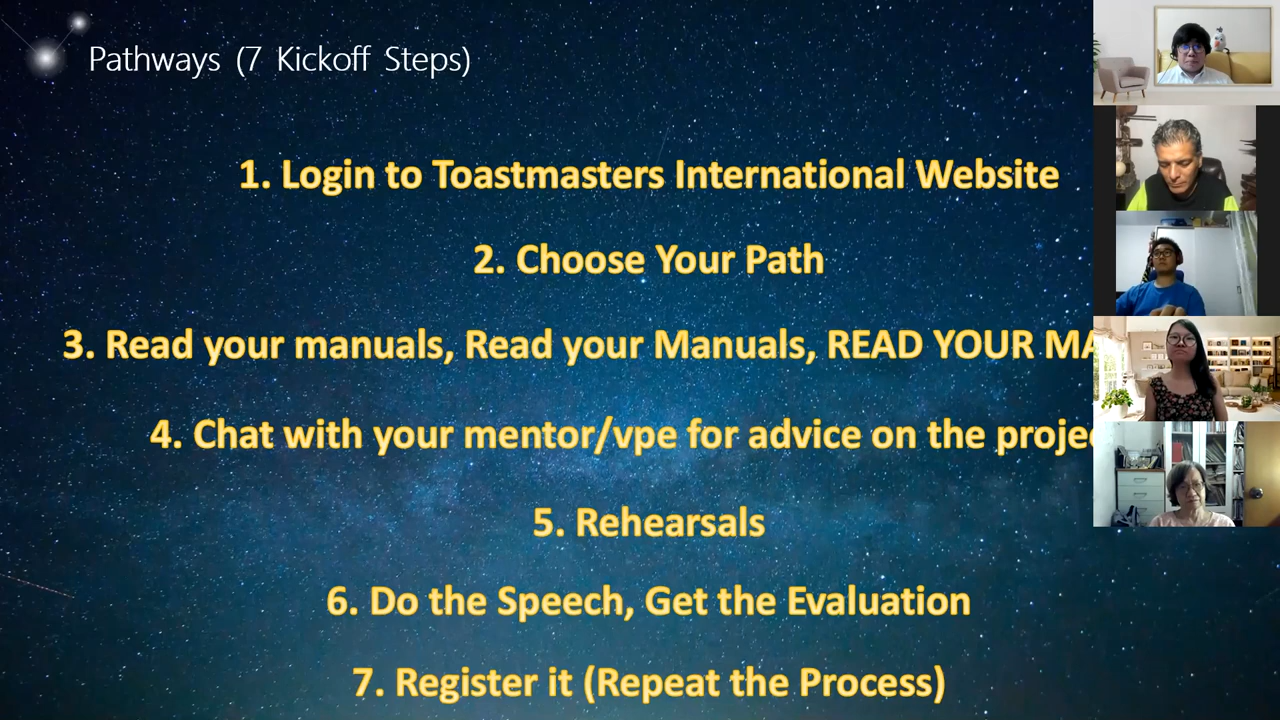 Pathways (7 Kickoff Steps)
1. Login to Toastmasters International Website
2. Choose Your Path
3. Read your manuals, Read your Manuals, READ YOUR
4. Chat with your mentor/vpe for advice on the
5. Rehearsals
6. Do the Speech, Get the Evaluation
7. Register it (Repeat the Process)